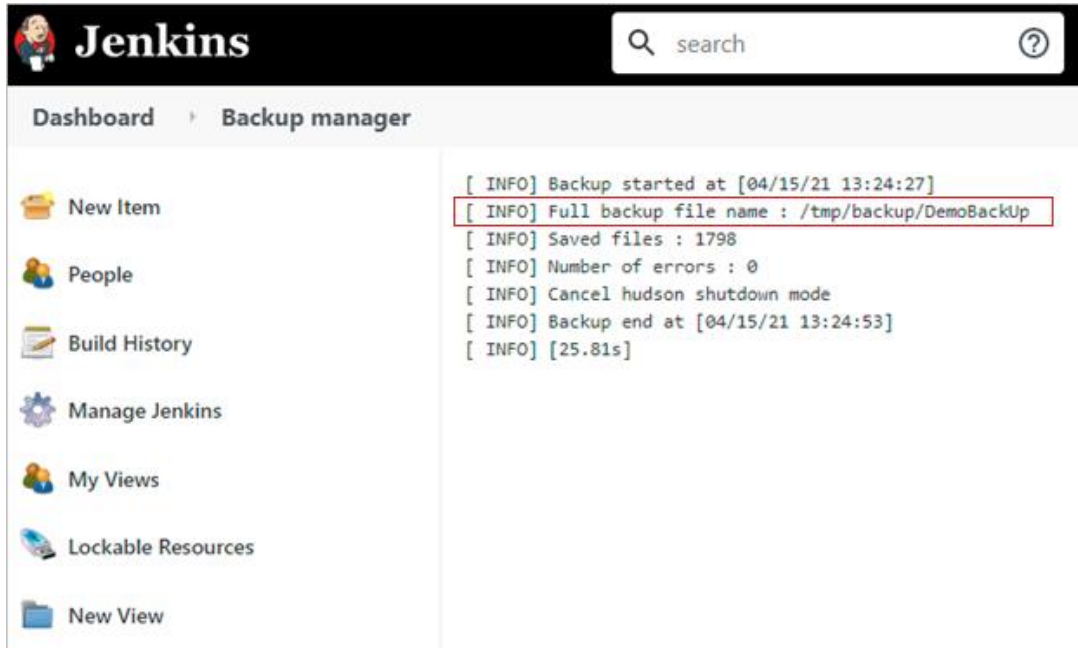 Jenkins
search
Dashboard Backup manager
New Item
People
Build History
Manage Jenkins
My Views
Lockable Resources
New View
[ INFO] Backup started at [04/15/21 13:24:27]
[ INFO] Full backup file name : /tmp/backup/DemoBackUp
[ INFO] Saved files : 1798
[ INFO] Number of errors : 0
[ INFO] Cancel hudson shutdown mode
[ INFO] Backup end at [04/15/21 13:24:53]
[ INFO] [25.81s]